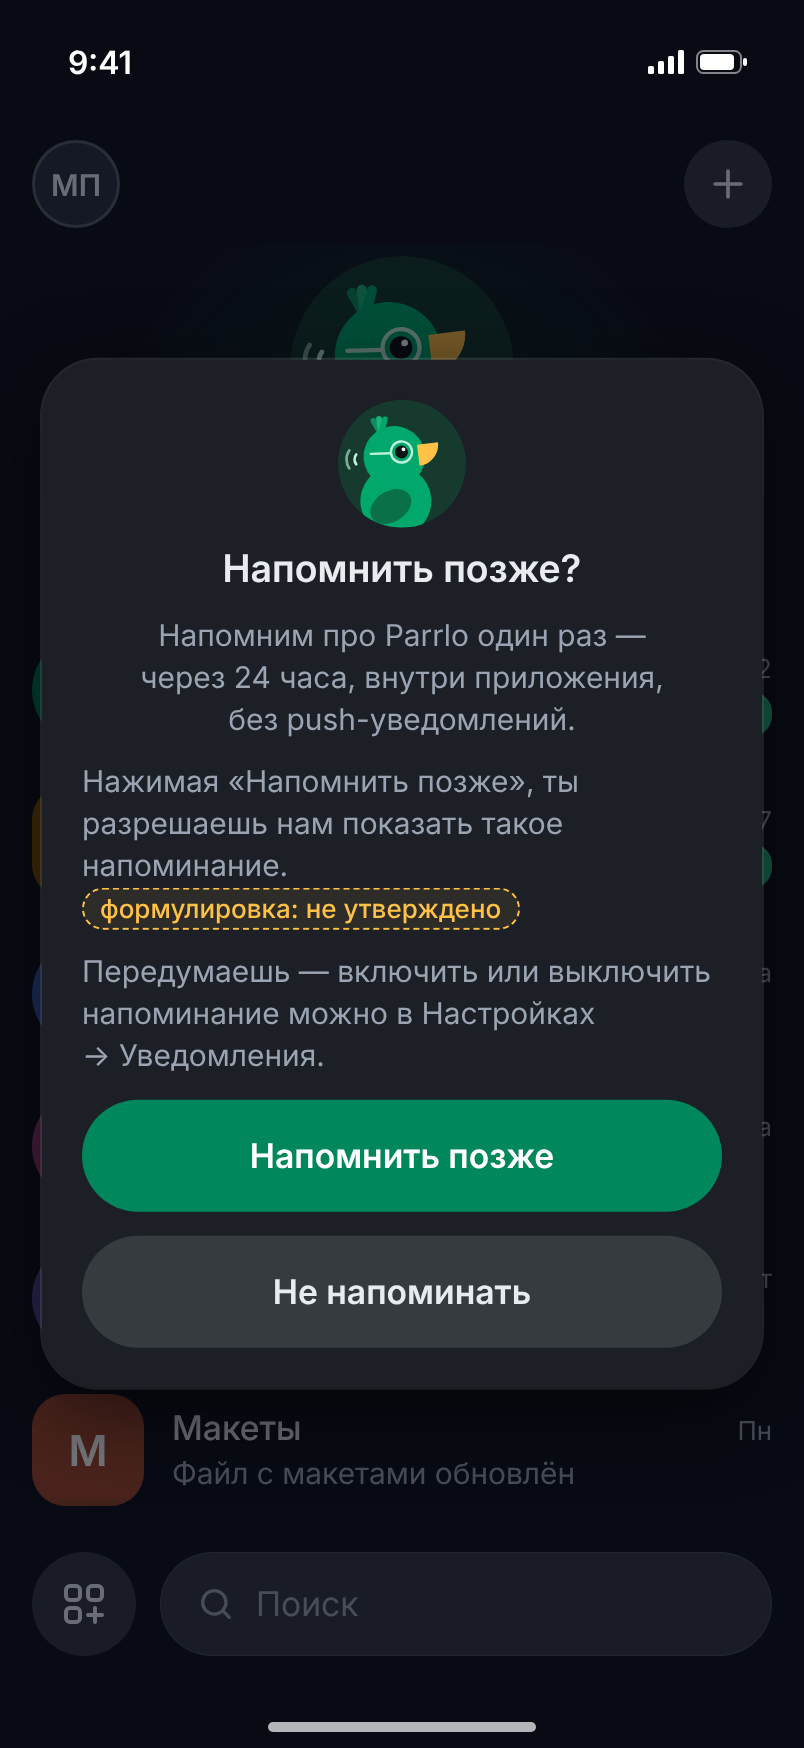 9:41
МП
Напомнить позже?
Напомним про Parrlo один раз —
через 24 часа, внутри приложения,
без push-уведомлений.
Нажимая «Напомнить позже», ты
разрешаешь нам показать такое
напоминание.
формулировка: не утверждено
Передумаешь — включить или выключить
напоминание можно в Настройках
→ Уведомления.
Напомнить позже
Не напоминать
М
Макеты
Пн
Файл с макетами обновлён
Поиск